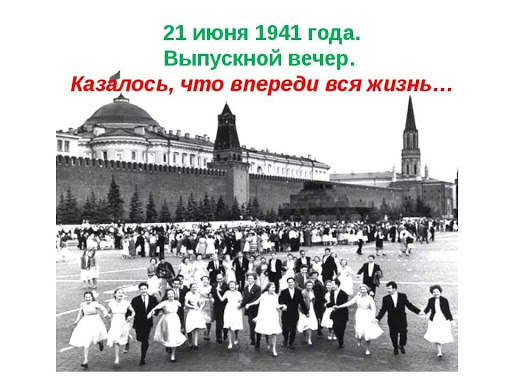 21 июня 1941 года.
Выпускной вечер.
Казалось, что впереди вся жизнь…